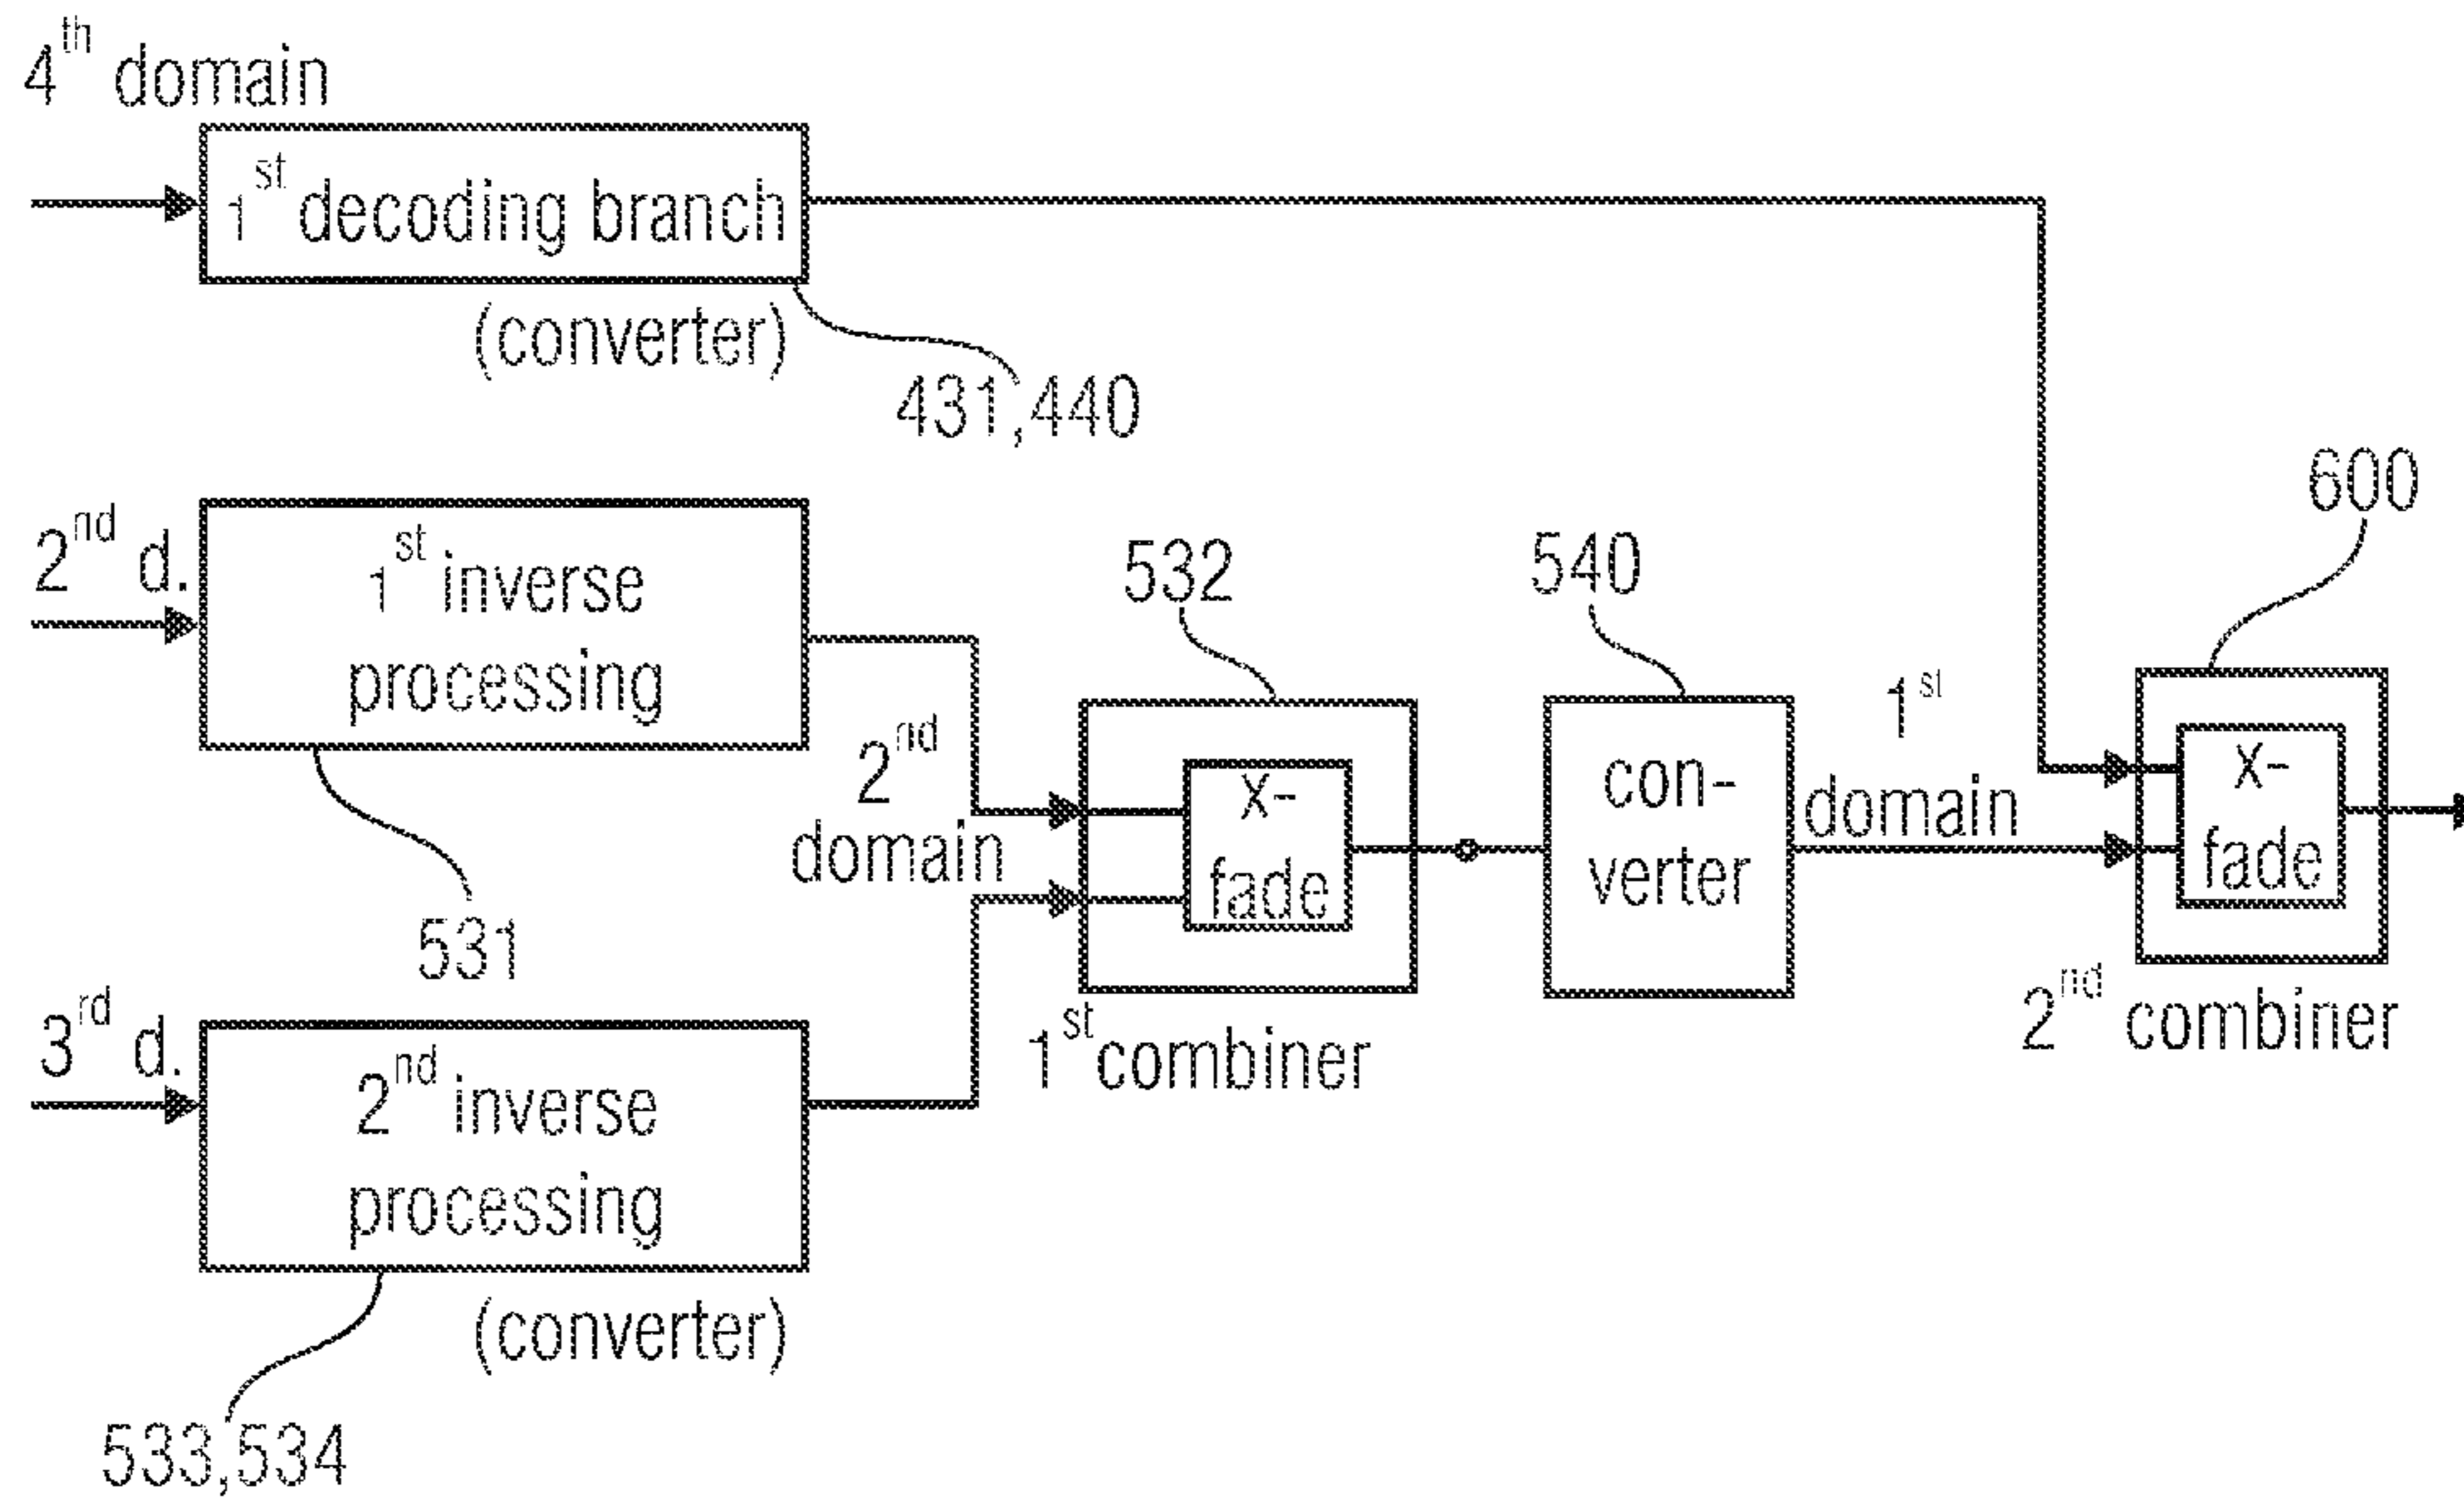 4th domain
1st decoding branch
(converter)
431,440
600
2nd d.
1st inverse
processing
532
540
2nd
domain
x-
fade
con-
verter
1st
domain
x-
fade
531
1st combiner
2nd combiner
3rd d.
2nd inverse
processing
(converter)
533,534